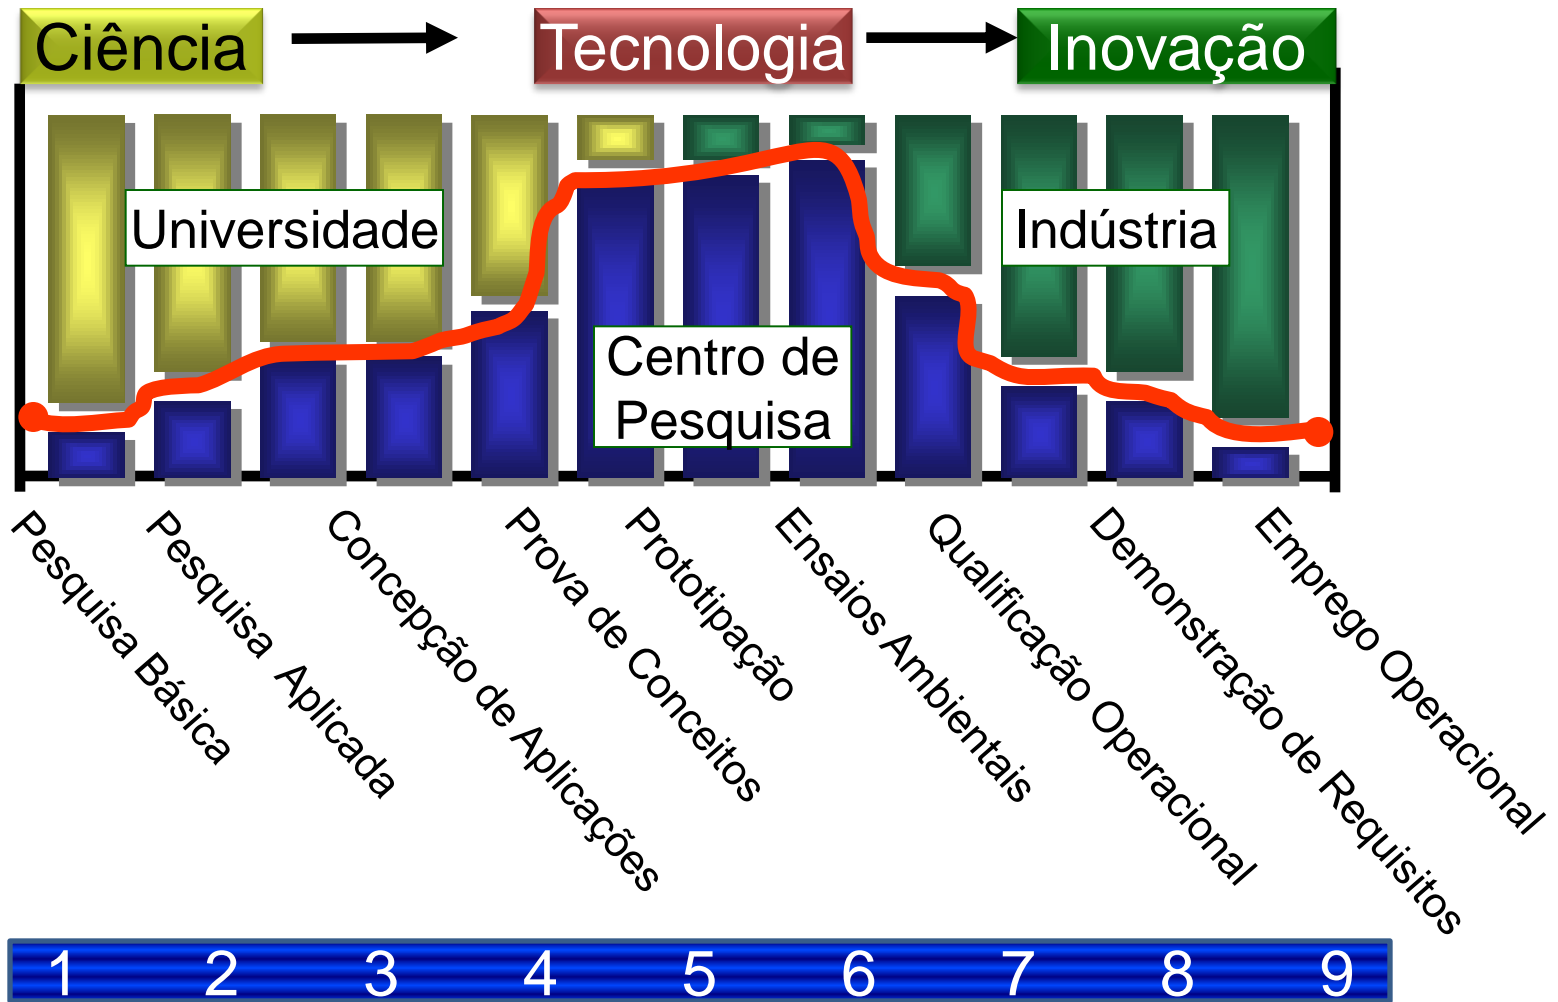 Ciência
Tecnologia
Inovação
Universidade
Indústria
Centro de
Pesquisa
Pesquisa Básica
Pesquisa Aplicada
Concepção de Aplicações
Prova de Conceitos
Prototipação
Ensaios Ambientais
Qualificação Operacional
Demonstração de Requisitos
Emprego Operacional
1 2 3 4 5 6 7 8 9